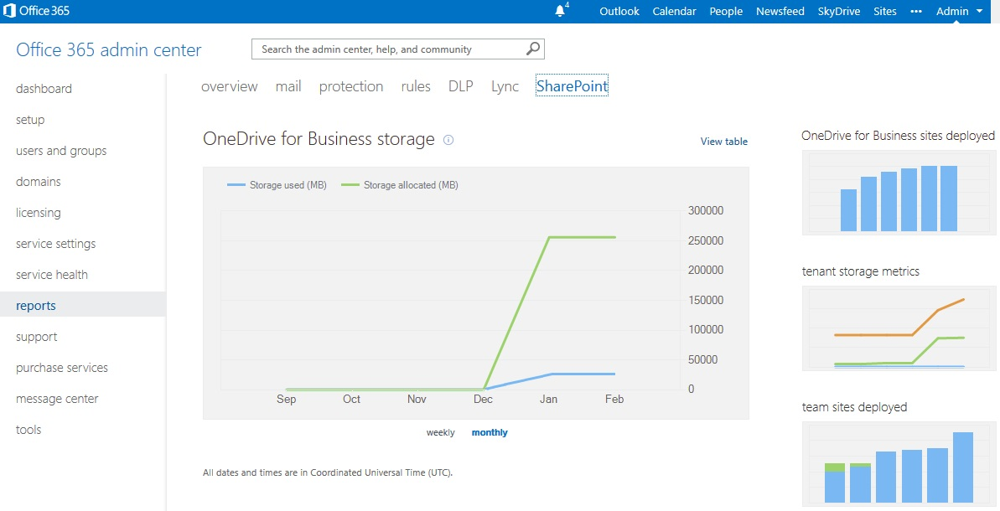 Office 365
4
Outlook Calendar People Newsfeed SkyDrive Sites ••• Admin
Office 365 admin center
Search the admin center, help, and community
dashboard
setup
users and groups
domains
licensing
service settings
service health
reports
support
purchase services
message center
tools
overview mail protection rules DLP Lync SharePoint
OneDrive for Business storage
View table
Storage used (MB) Storage allocated (MB)
300000
250000
200000
150000
100000
50000
0
Sep Oct Nov Dec Jan Feb
weekly monthly
All dates and times are in Coordinated Universal Time (UTC).
OneDrive for Business sites deployed
tenant storage metrics
team sites deployed